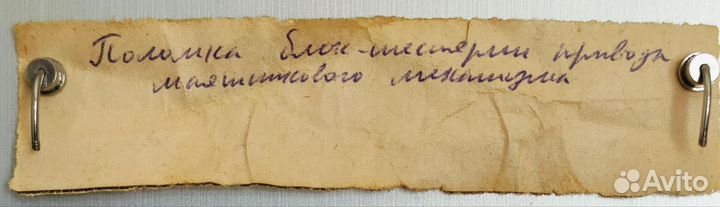 Поломка блок-шестерни привода
маятникового механизма
Avito